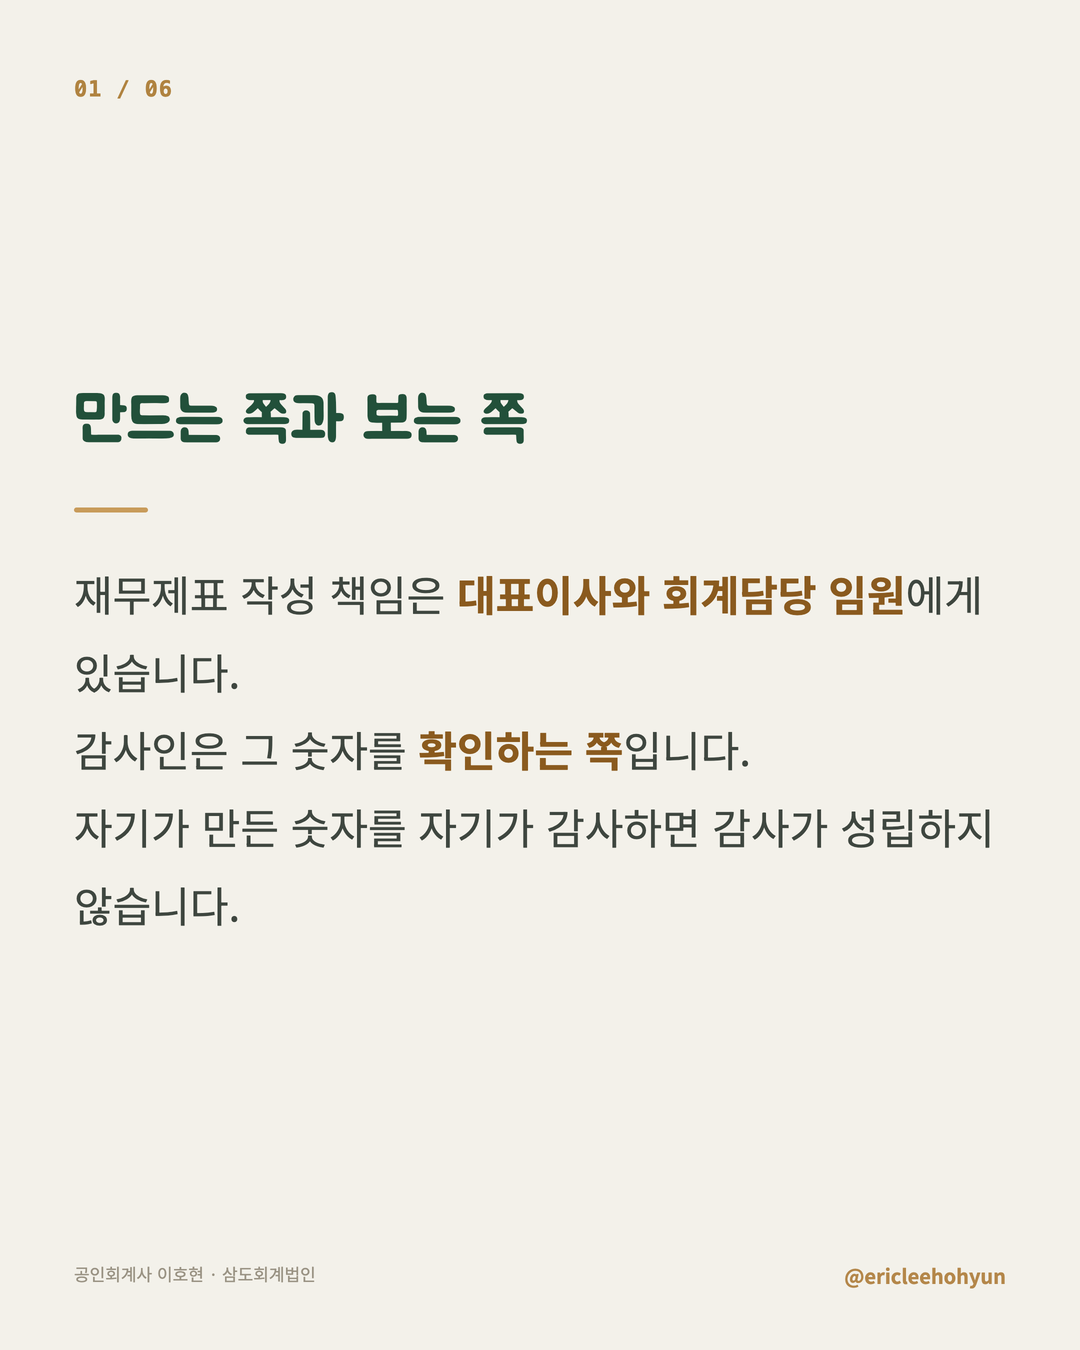 01 / 06
만드는 쪽과 보는 쪽
재무제표 작성 책임은 대표이사와 회계담당 임원에게
있습니다.
감사인은 그 숫자를 확인하는 쪽입니다.
자기가 만든 숫자를 자기가 감사하면 감사가 성립하지
않습니다.
공인회계사 이호현 · 삼도회계법인
@ericleehohyun